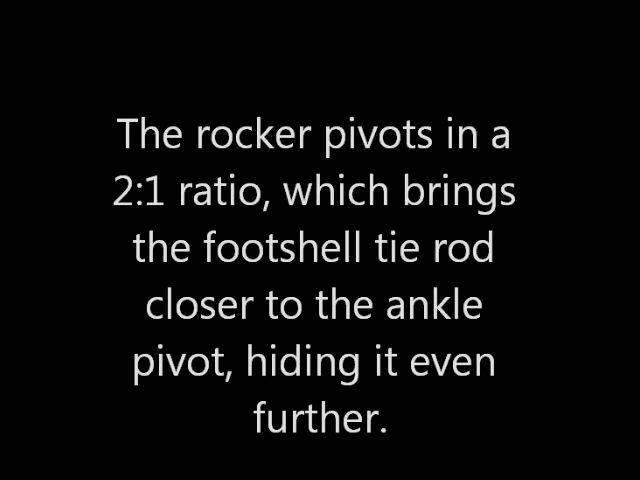 The rocker pivots in a
2:1 ratio, which brings
the footshell tie rod
closer to the ankle
pivot, hiding it even
further.